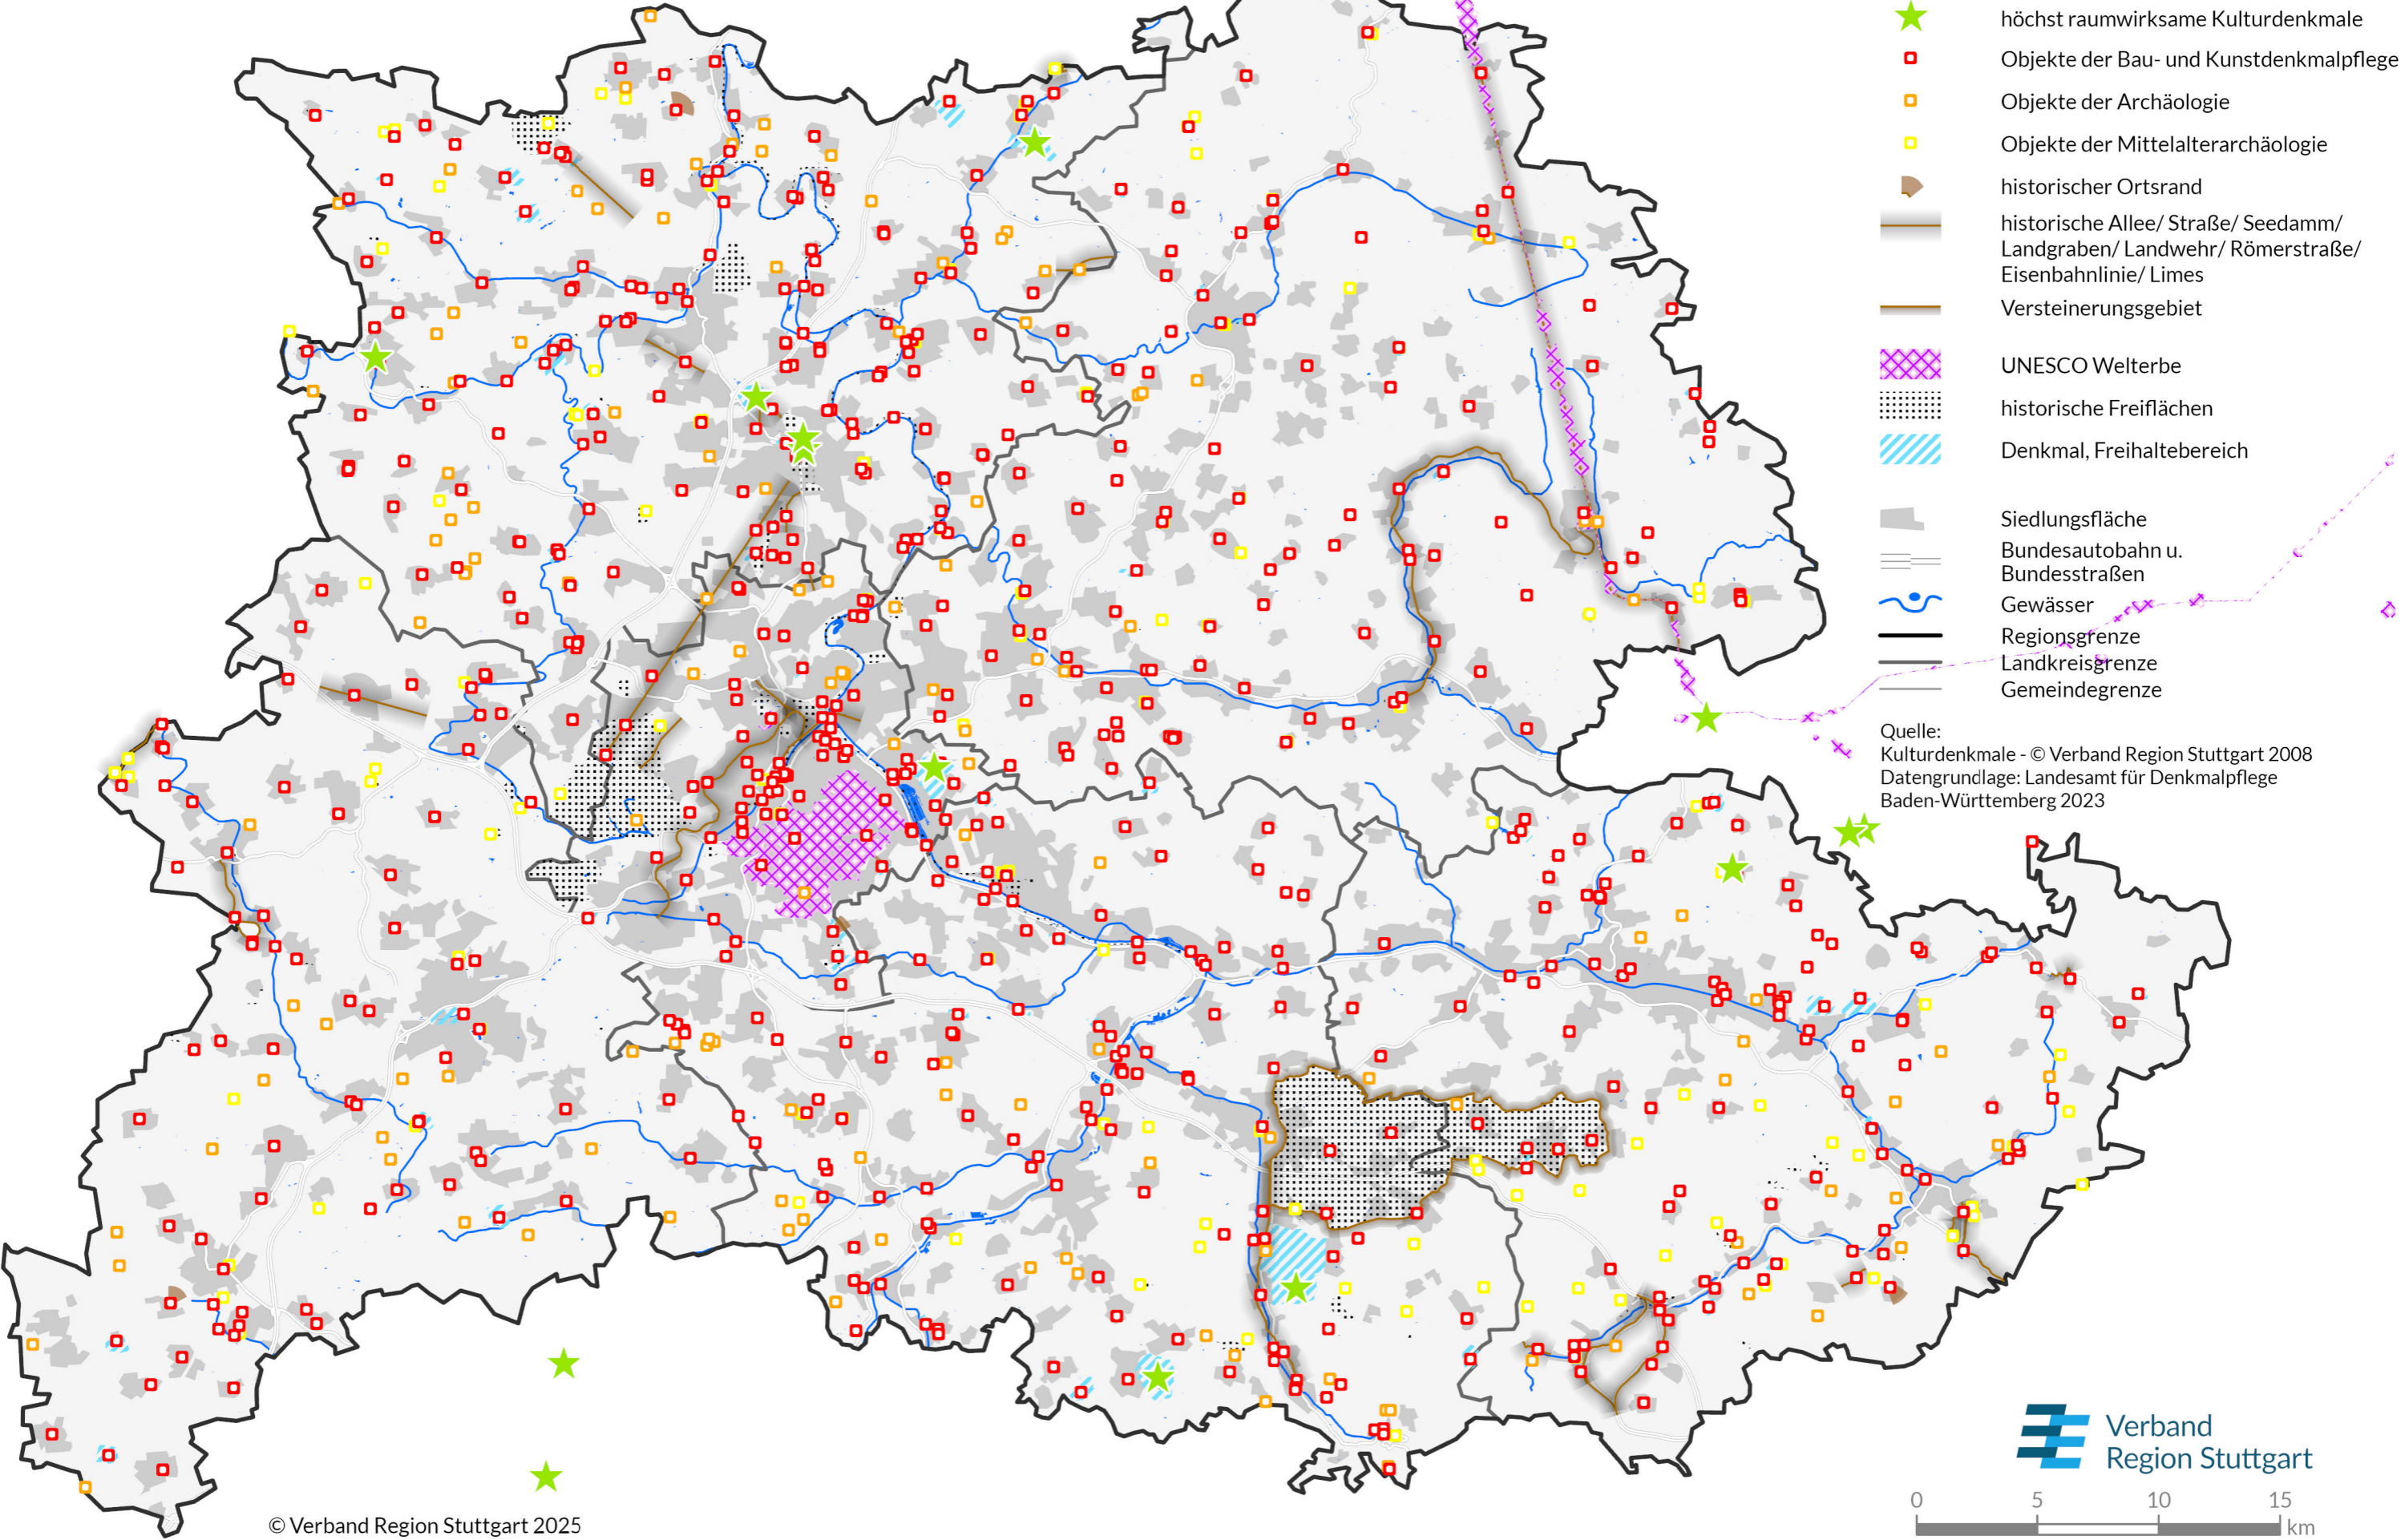 höchst raumwirksame Kulturdenkmale
Objekte der Bau- und Kunstdenkmalpflege
Objekte der Archäologie
Objekte der Mittelalterarchäologie
historischer Ortsrand
historische Allee/ Straße/ Seedamm/
Landgraben/ Landwehr/ Römerstraße/
Eisenbahnlinie/ Limes
Versteinerungsgebiet
UNESCO Welterbe
historische Freiflächen
Denkmal, Freihaltebereich
Siedlungsfläche
Bundesautobahn u.
Bundesstraßen
Gewässer
Regionsgrenze
Landkreisgrenze
Gemeindegrenze
Quelle:
Kulturdenkmale - © Verband Region Stuttgart 2008
Datengrundlage: Landesamt für Denkmalpflege
Baden-Württemberg 2023
Verband
Region Stuttgart
0 5 10 15
km
© Verband Region Stuttgart 2025